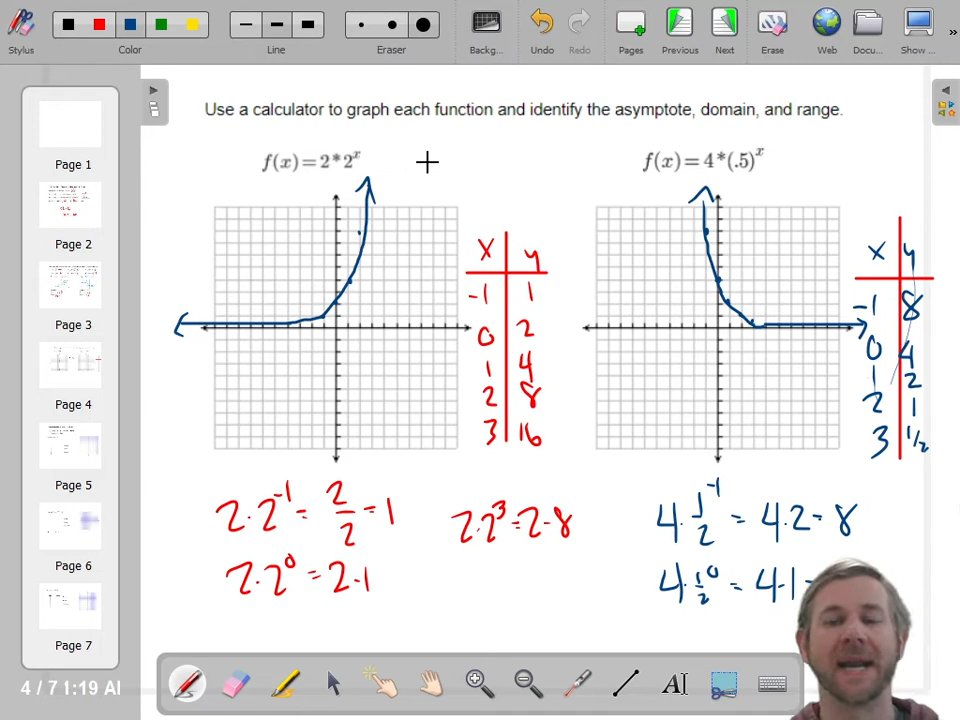 Stylus
Color
Line
Eraser
Backg...
Undo
Redo
Pages
Previous
Next
Erase
Web
Docu...
Show ...
»
Page 1
Page 2
Page 3
Page 4
Page 5
Page 6
Page 7
4 / 7 1:19 AI
Use a calculator to graph each function and identify the asymptote, domain, and range.
f(x) = 2*2^x
x y
-1 1
0 2
1 4
2 8
3 16
2·2^-1 = 2/2 = 1
2·2^0 = 2·1
2·2^3 = 2·8
f(x) = 4*(.5)^x
x y
-1 8
0 4
1 2
2 1
3 1/2
4·1/2^-1 = 4·2 = 8
4·1/2^0 = 4·1 =
A